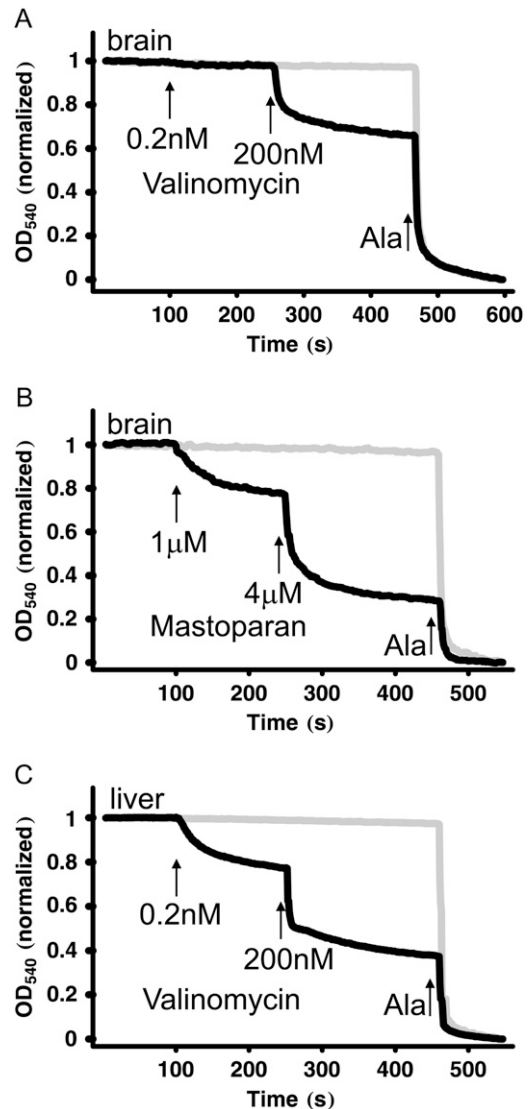 A
brain
1
0.8
0.6
0.4
0.2
0
OD540 (normalized)
0.2nM
200nM
Valinomycin
Ala
0 100 200 300 400 500 600
Time (s)
B
brain
1
0.8
0.6
0.4
0.2
0
OD540 (normalized)
1μM
4μM
Mastoparan
Ala
100 200 300 400 500
Time (s)
C
liver
1
0.8
0.6
0.4
0.2
0
OD540 (normalized)
0.2nM
200nM
Valinomycin
Ala
100 200 300 400 500
Time (s)